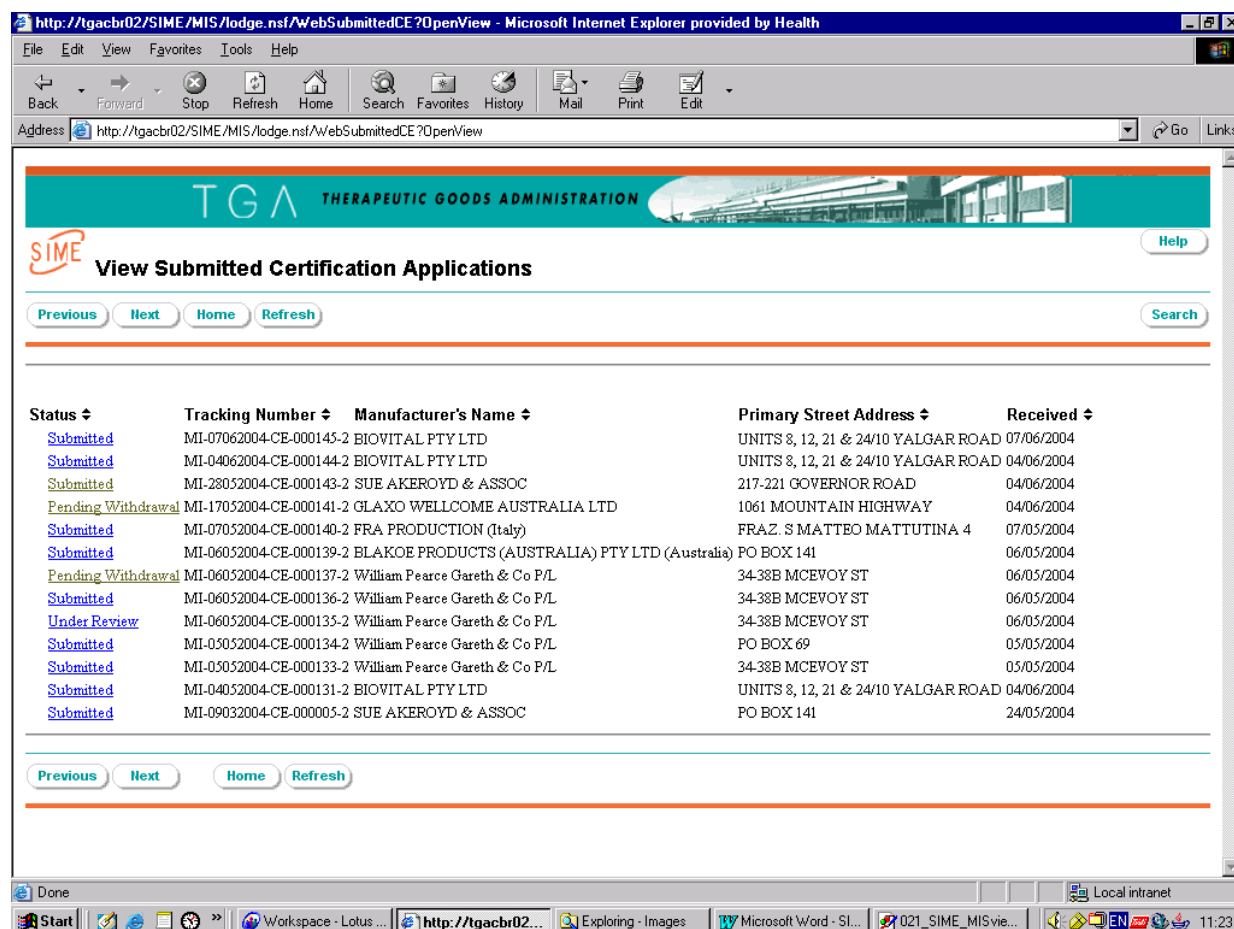 http://tgacbr02/SIME/MIS/lodge.nsf/WebSubmittedCE?OpenView - Microsoft Internet Explorer provided by Health
File Edit View Favorites Tools Help
Back Forward Stop Refresh Home Search Favorites History Mail Print Edit
Address http://tgacbr02/SIME/MIS/lodge.nsf/WebSubmittedCE?OpenView Go Links
TGA THERAPEUTIC GOODS ADMINISTRATION
Help
SIME View Submitted Certification Applications
Previous Next Home Refresh Search
Status Tracking Number Manufacturer's Name Primary Street Address Received
Submitted MI-07062004-CE-000145-2 BIOVITAL PTY LTD UNITS 8, 12, 21 & 24/10 YALGAR ROAD 07/06/2004
Submitted MI-04062004-CE-000144-2 BIOVITAL PTY LTD UNITS 8, 12, 21 & 24/10 YALGAR ROAD 04/06/2004
Submitted MI-28052004-CE-000143-2 SUE AKEROYD & ASSOC 217-221 GOVERNOR ROAD 04/06/2004
Pending Withdrawal MI-17052004-CE-000141-2 GLAXO WELLCOME AUSTRALIA LTD 1061 MOUNTAIN HIGHWAY 04/06/2004
Submitted MI-07052004-CE-000140-2 FRA PRODUCTION (Italy) FRAZ. S MATTEO MATTUTINA 4 07/05/2004
Submitted MI-06052004-CE-000139-2 BLAKOE PRODUCTS (AUSTRALIA) PTY LTD (Australia) PO BOX 141 06/05/2004
Pending Withdrawal MI-06052004-CE-000137-2 William Pearce Gareth & Co P/L 34-38B MCEVOY ST 06/05/2004
Submitted MI-06052004-CE-000136-2 William Pearce Gareth & Co P/L 34-38B MCEVOY ST 06/05/2004
Under Review MI-06052004-CE-000135-2 William Pearce Gareth & Co P/L 34-38B MCEVOY ST 06/05/2004
Submitted MI-05052004-CE-000134-2 William Pearce Gareth & Co P/L PO BOX 69 05/05/2004
Submitted MI-05052004-CE-000133-2 William Pearce Gareth & Co P/L 34-38B MCEVOY ST 05/05/2004
Submitted MI-04052004-CE-000131-2 BIOVITAL PTY LTD UNITS 8, 12, 21 & 24/10 YALGAR ROAD 04/06/2004
Submitted MI-09032004-CE-000005-2 SUE AKEROYD & ASSOC PO BOX 141 24/05/2004
Previous Next Home Refresh
Done Local intranet
Start » Workspace - Lotus ... http://tgacbr02... Exploring - Images Microsoft Word - SI... 021_SIME_MISvie... EN 11:23